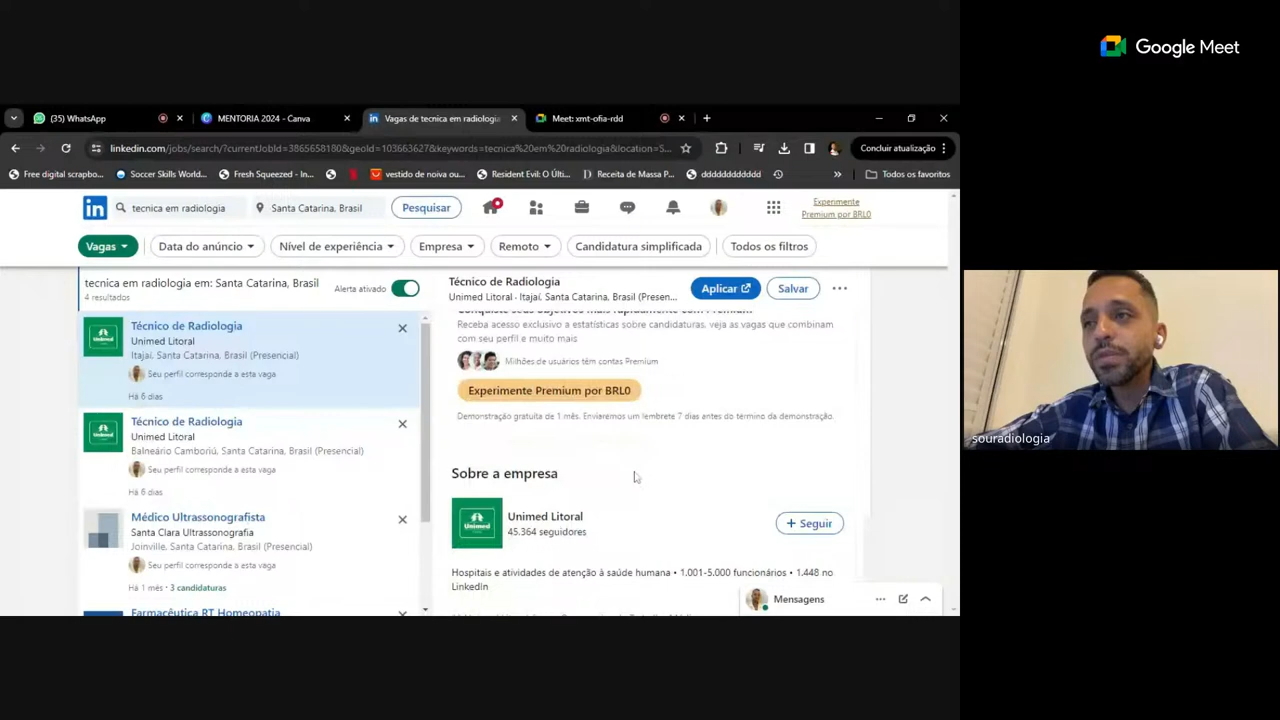 Google Meet
(35) WhatsApp
MENTORIA 2024 - Canva
Vagas de tecnica em radiologia
Meet: xmt-ofia-rdd
linkedin.com/jobs/search/?currentJobId=3865658180&geoId=103663627&keywords=tecnica%20em%20radiologia&location=S...
Concluir atualização
Free digital scrapbo...
Soccer Skills World...
Fresh Squeezed - In...
vestido de noiva ou...
Resident Evil: O Últi...
Receita de Massa P...
dddddddddddd
Todos os favoritos
in
tecnica em radiologia
Santa Catarina, Brasil
Pesquisar
Experimente
Premium por BRL0
Vagas
Data do anúncio
Nível de experiência
Empresa
Remoto
Candidatura simplificada
Todos os filtros
tecnica em radiologia em: Santa Catarina, Brasil
4 resultados
Alerta ativado
Técnico de Radiologia
Unimed Litoral
Itajaí, Santa Catarina, Brasil (Presencial)
Seu perfil corresponde a esta vaga
Há 6 dias
Técnico de Radiologia
Unimed Litoral
Balneário Camboriú, Santa Catarina, Brasil (Presencial)
Seu perfil corresponde a esta vaga
Há 6 dias
Médico Ultrassonografista
Santa Clara Ultrassonografia
Joinville, Santa Catarina, Brasil (Presencial)
Seu perfil corresponde a esta vaga
Há 1 mês • 3 candidaturas
Farmacêutica RT Homeopatia
Técnico de Radiologia
Unimed Litoral · Itajaí, Santa Catarina, Brasil (Presen...
Aplicar
Salvar
Conquiste seus objetivos mais rapidamente com Premium
Receba acesso exclusivo a estatísticas sobre candidaturas, veja as vagas que combinam
com seu perfil e muito mais
Milhões de usuários têm contas Premium
Experimente Premium por BRL0
Demonstração gratuita de 1 mês. Enviaremos um lembrete 7 dias antes do término da demonstração.
Sobre a empresa
Unimed
Unimed Litoral
45.364 seguidores
+ Seguir
Hospitais e atividades de atenção à saúde humana • 1.001-5.000 funcionários • 1.448 no
LinkedIn
Mensagens
souradiologia